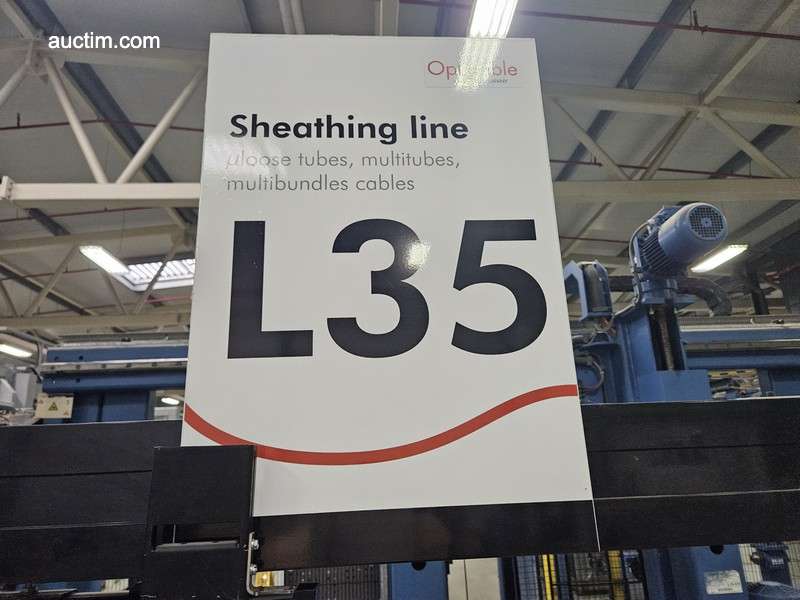 auctim.com
Sheathing line
µloose tubes, multitubes,
multibundles cables
L35